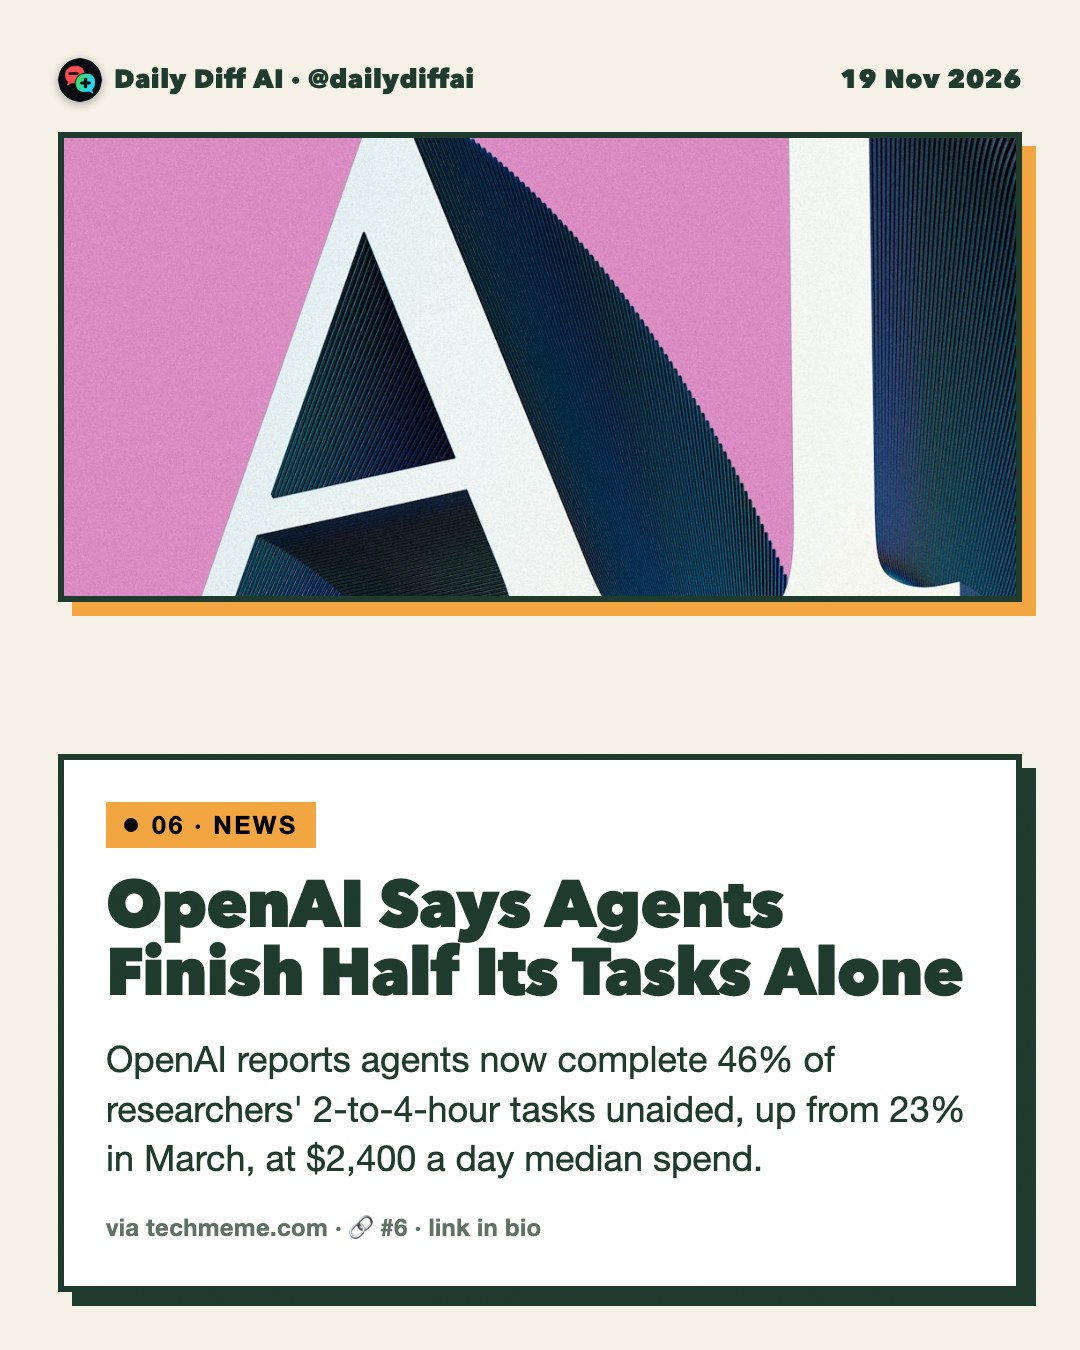 Daily Diff AI · @dailydiffai
19 Nov 2026
AI
06 · NEWS
OpenAI Says Agents
Finish Half Its Tasks Alone
OpenAI reports agents now complete 46% of
researchers' 2-to-4-hour tasks unaided, up from 23%
in March, at $2,400 a day median spend.
via techmeme.com · 🔗 #6 · link in bio